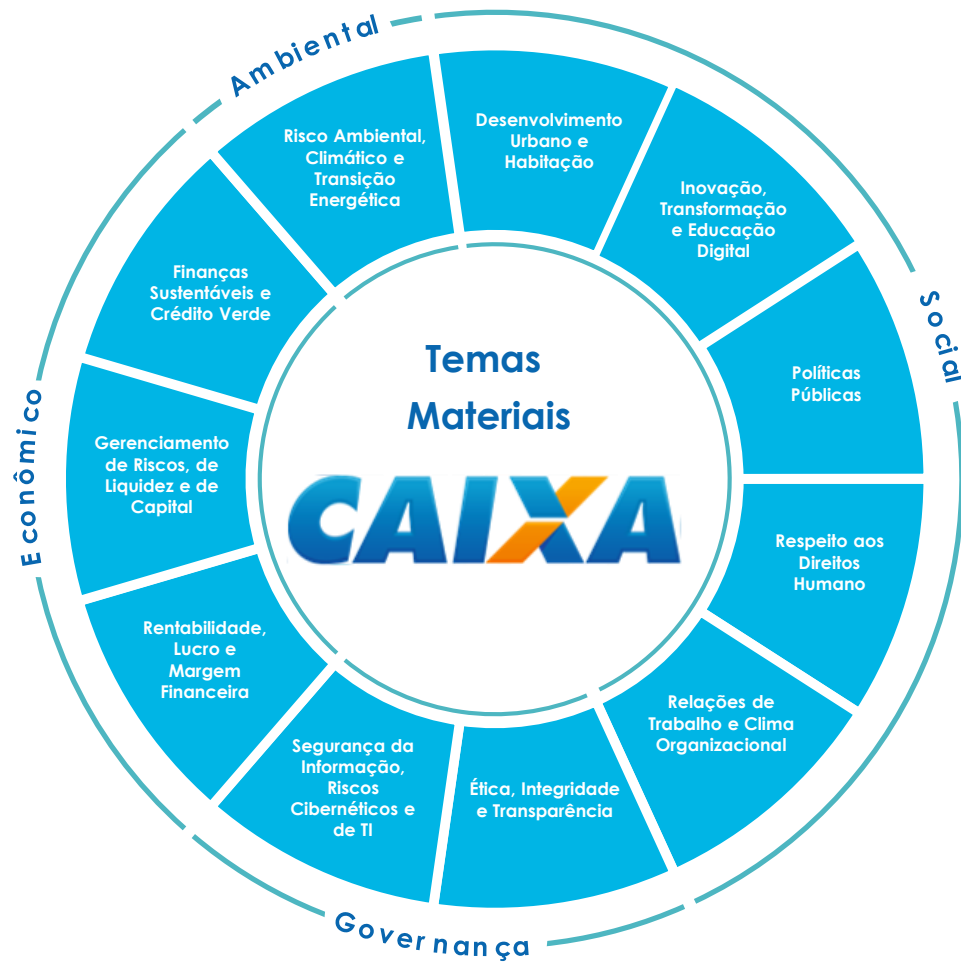 Ambiental
Risco Ambiental,
Climático e
Transição
Energética
Desenvolvimento
Urbano e
Habitação
Inovação,
Transformação
e Educação
Digital
Social
Políticas
Públicas
Respeito aos
Direitos
Humano
Relações de
Trabalho e Clima
Organizacional
Governança
Ética, Integridade
e Transparência
Segurança da
Informação,
Riscos
Cibernéticos e
de TI
Econômico
Rentabilidade,
Lucro e
Margem
Financeira
Gerenciamento
de Riscos, de
Liquidez e de
Capital
Finanças
Sustentáveis e
Crédito Verde
Temas
Materiais
CAIXA